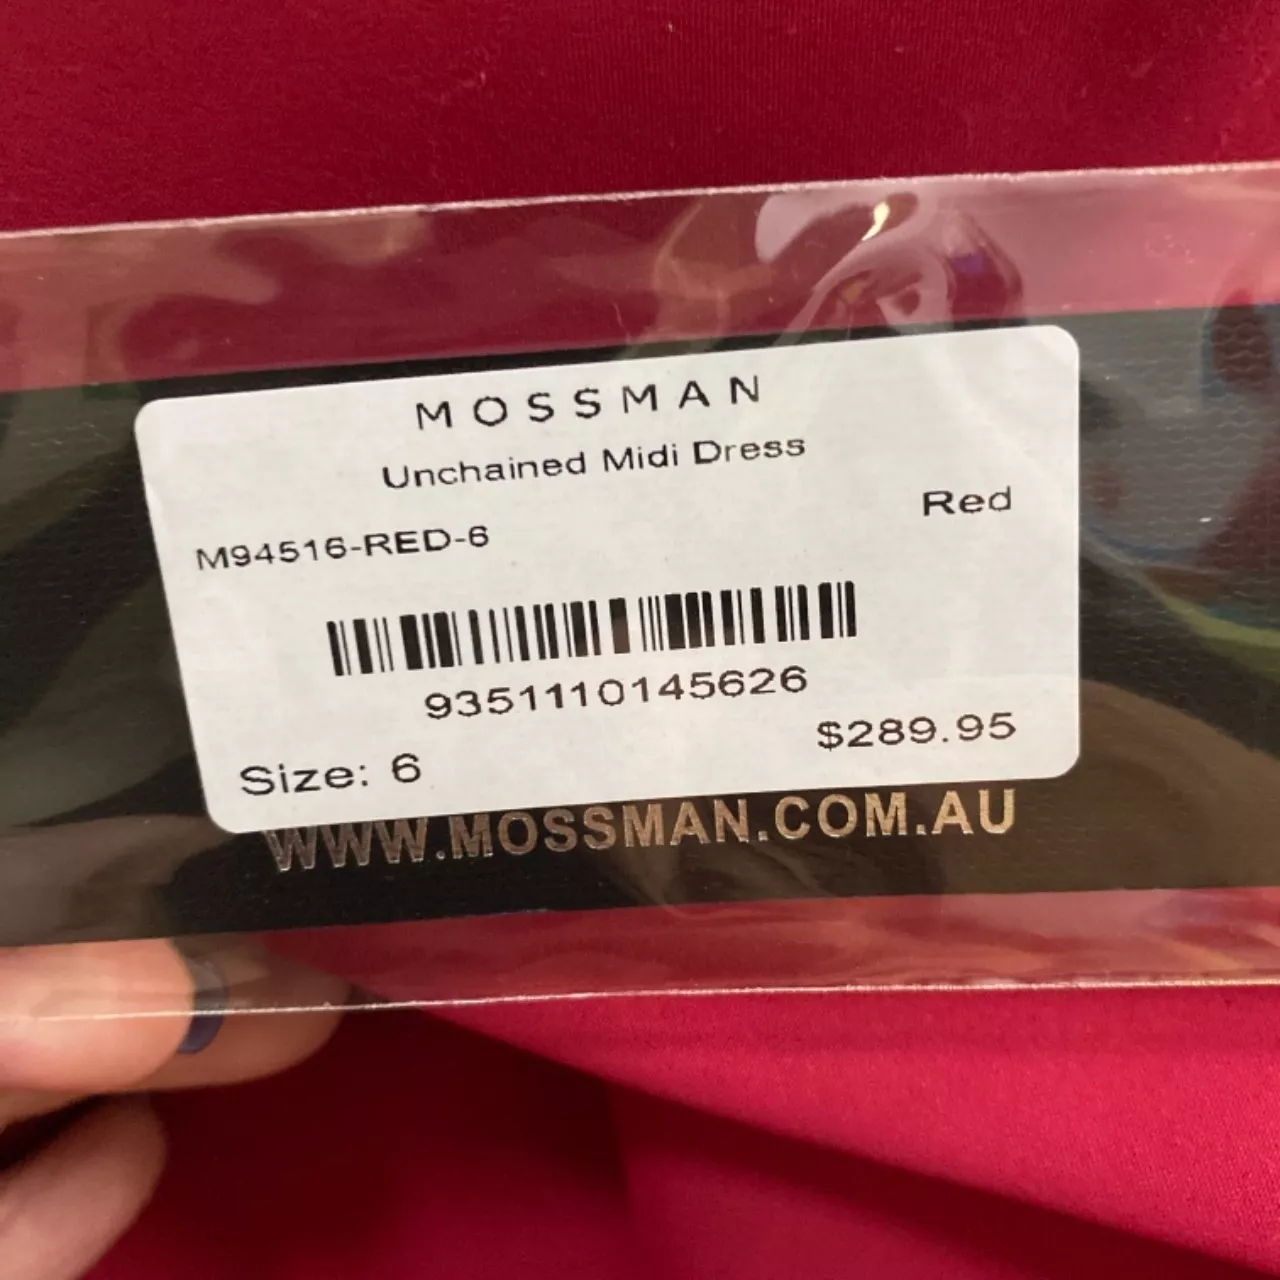 MOSSMAN
Unchained Midi Dress
Red
M94516-RED-6
9351110145626
$289.95
Size: 6
WWW.MOSSMAN.COM.AU